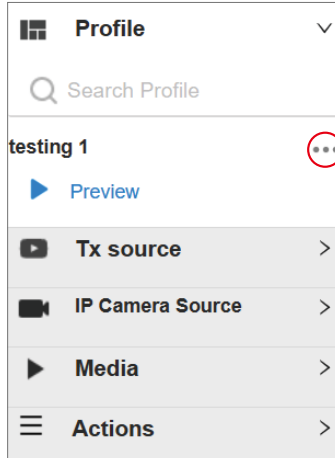 Profile
Search Profile
testing 1
Preview
Tx source
IP Camera Source
Media
Actions